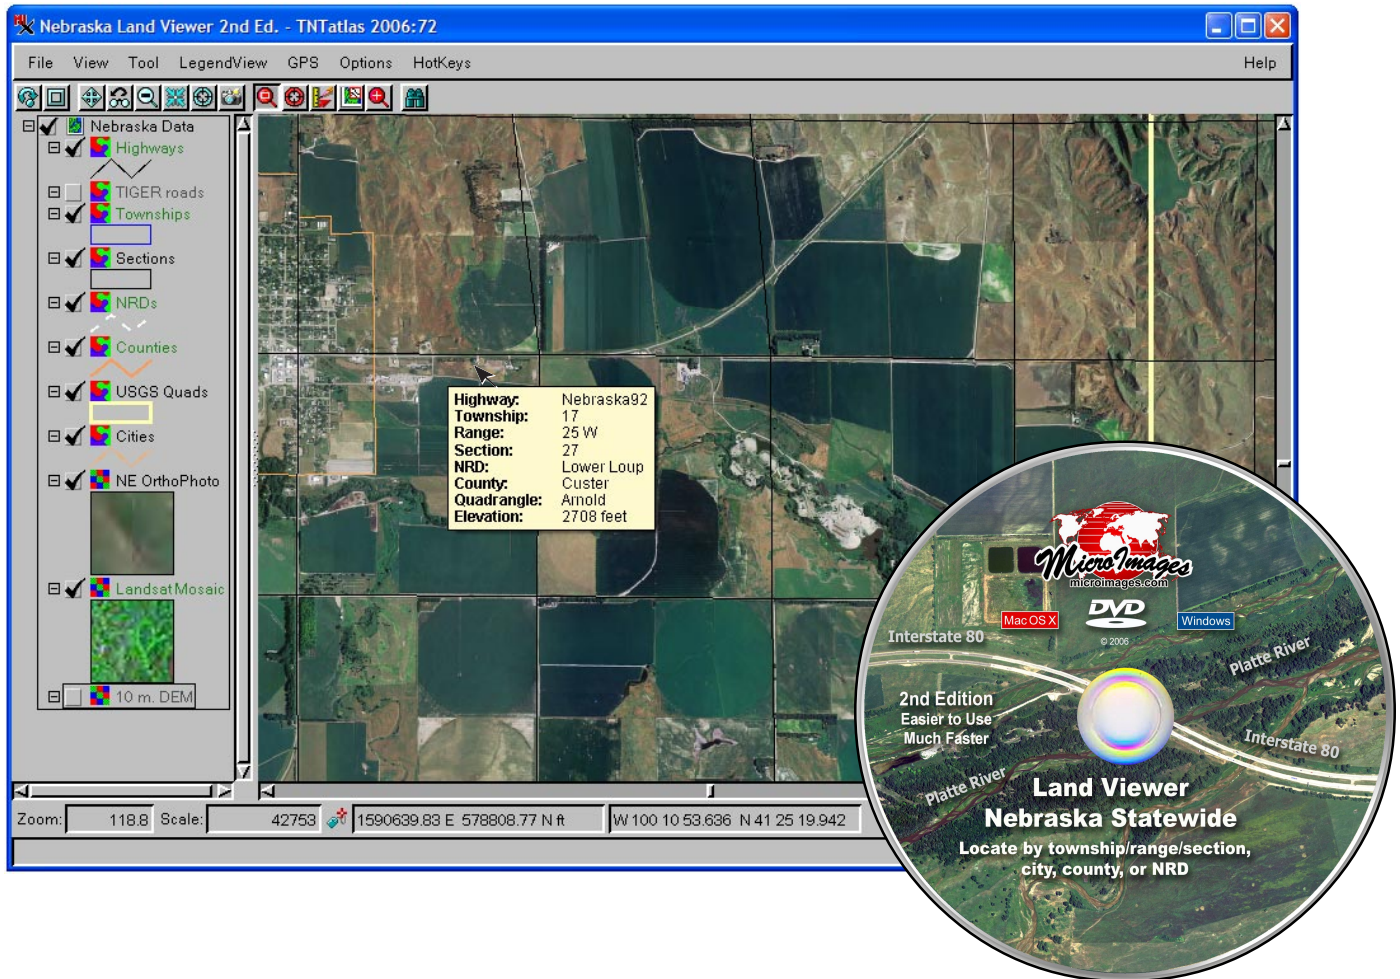 Nebraska Land Viewer 2nd Ed. - TNTatlas 2006:72
File View Tool LegendView GPS Options HotKeys Help
Nebraska Data
Highways
TIGER roads
Townships
Sections
NRDs
Counties
USGS Quads
Cities
NE OrthoPhoto
Landsat Mosaic
10 m. DEM
Highway: Nebraska92
Township: 17
Range: 25 W
Section: 27
NRD: Lower Loup
County: Custer
Quadrangle: Arnold
Elevation: 2708 feet
Zoom: 118.8 Scale: 42753 1590639.83 E 578808.77 N ft W 100 10 53.636 N 41 25 19.942
MicroImages
microimages.com
Mac OS X
DVD
Windows
© 2006
Interstate 80
Platte River
2nd Edition
Easier to Use
Much Faster
Interstate 80
Platte River
Land Viewer
Nebraska Statewide
Locate by township/range/section,
city, county, or NRD